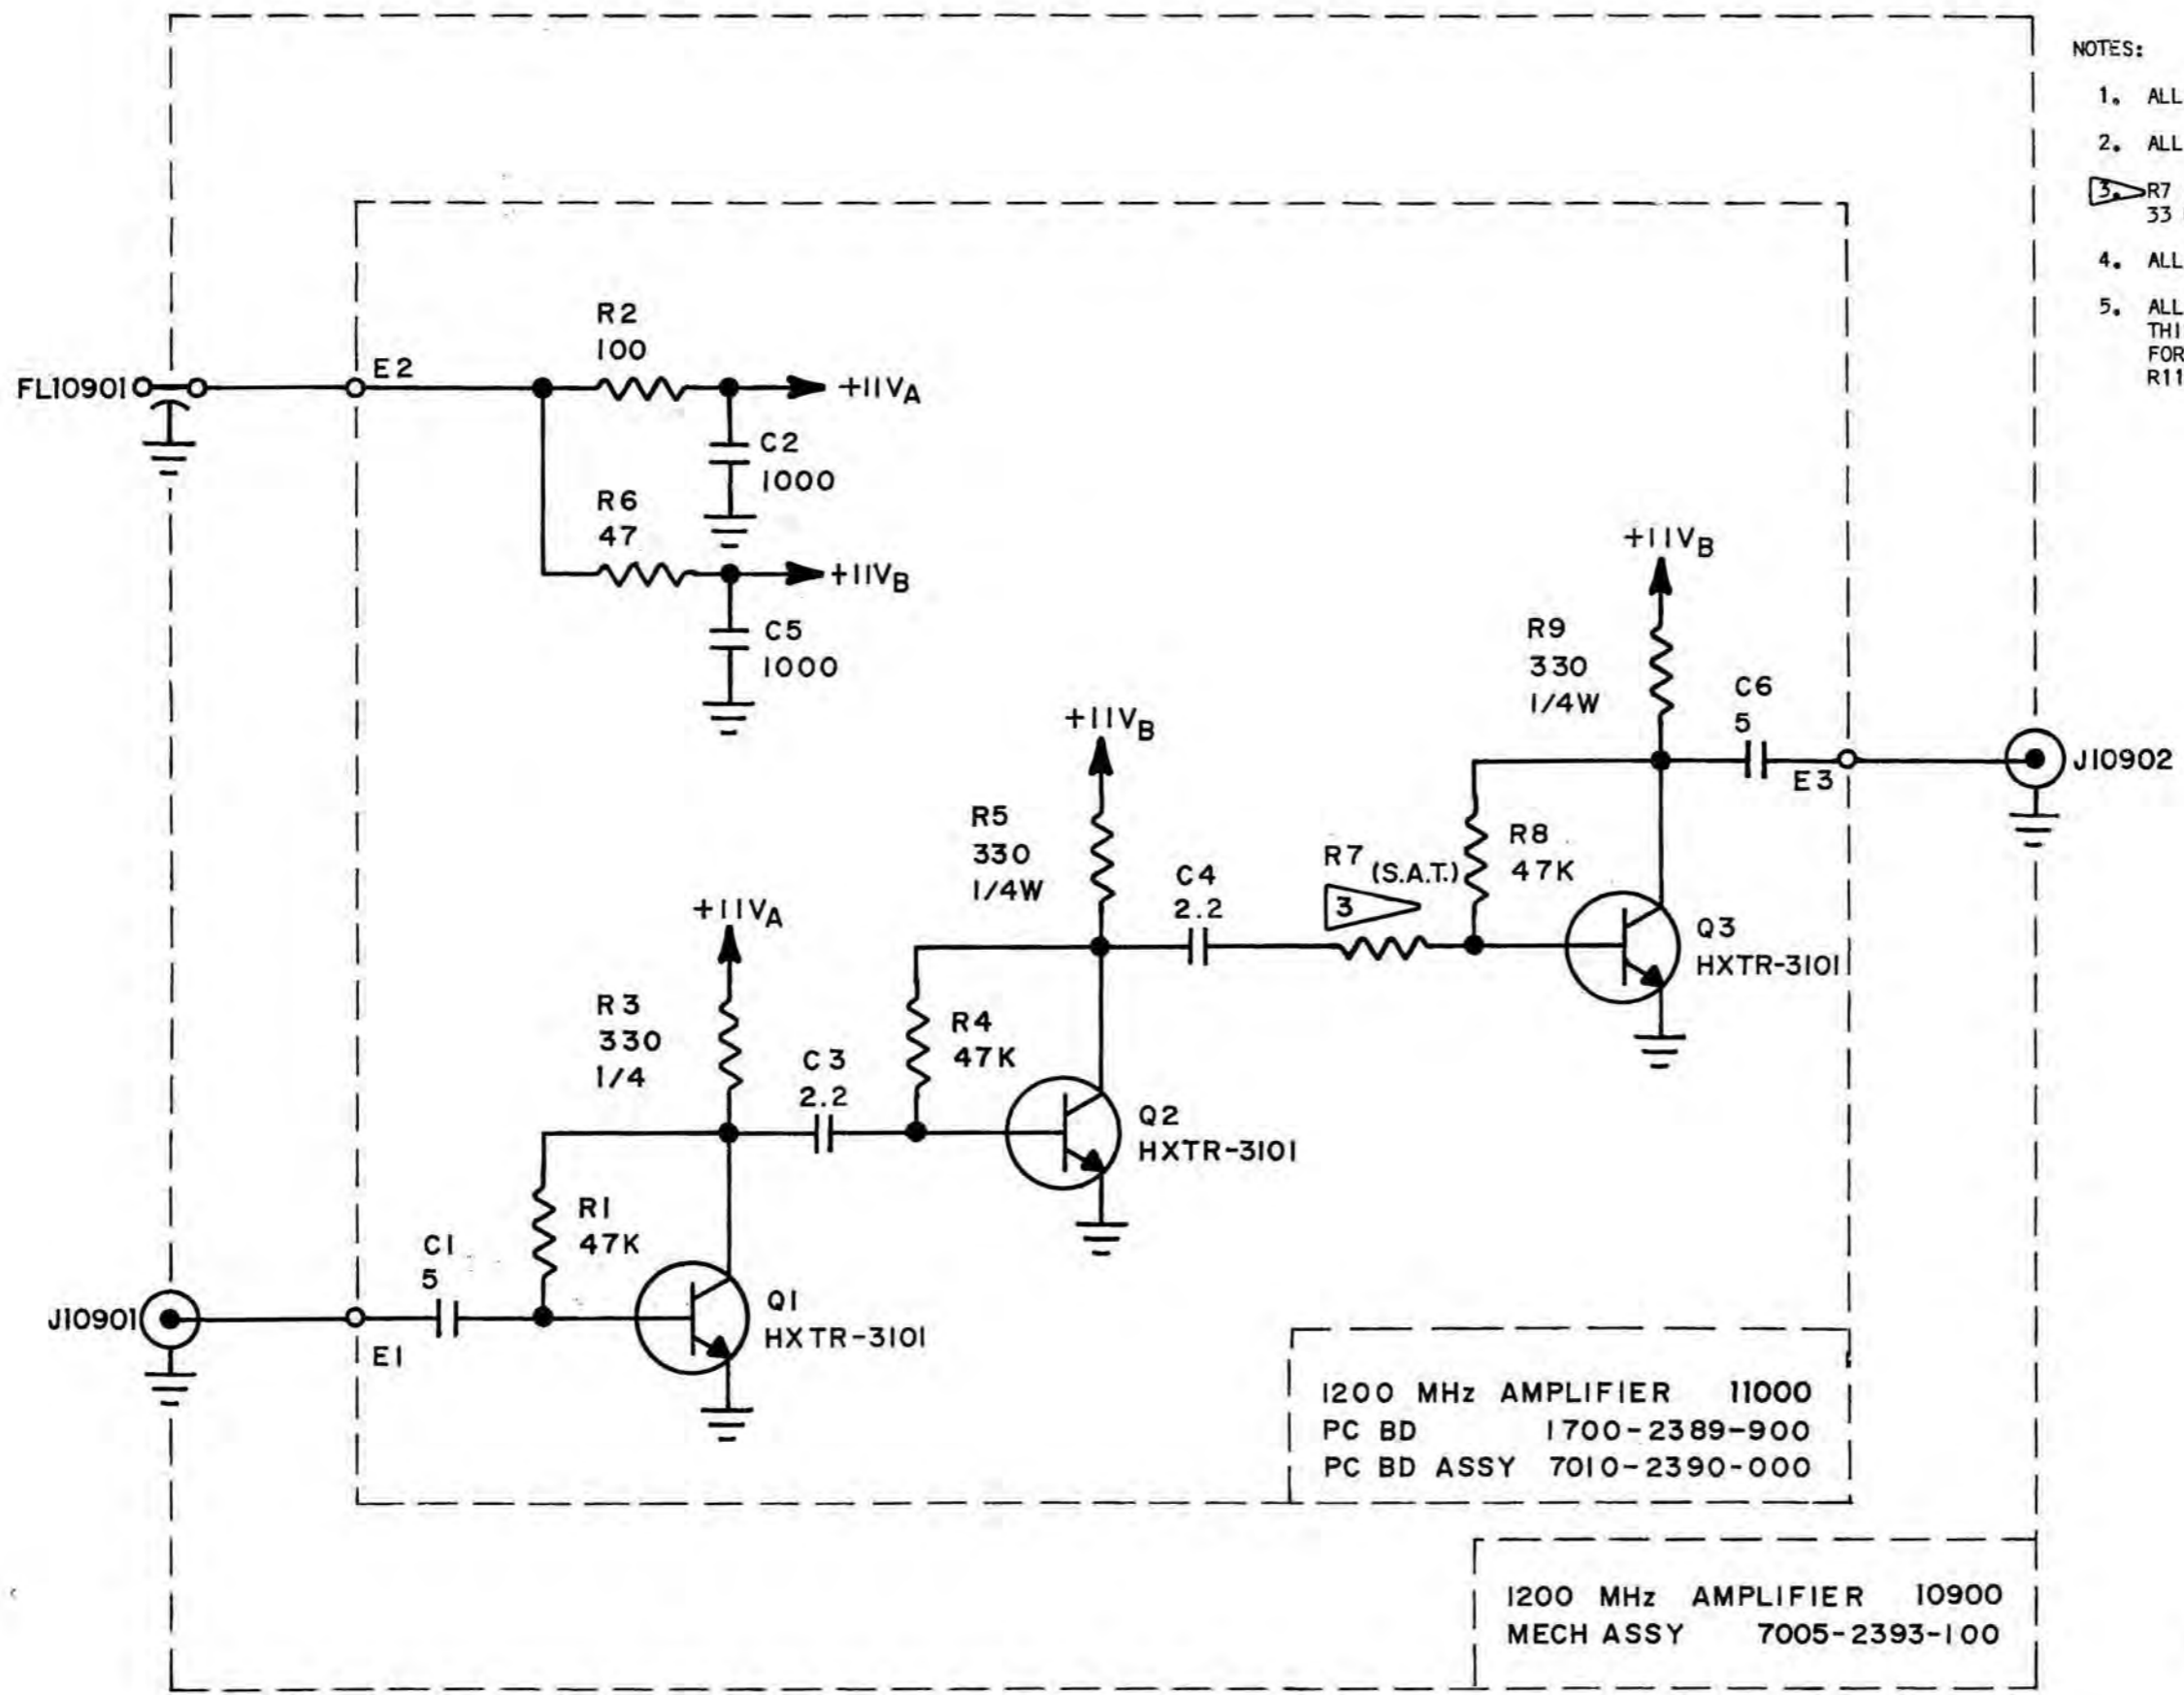 NOTES:
1. ALL
2. ALL
3. R7
33
4. ALL
5. ALL
THI
FOR
R11
R2
100
E2
FL10901
+11VA
C2
1000
R6
47
+11VB
C5
1000
+11VB
R9
330
1/4W
C6
5
E3
J10902
+11VB
R5
330
1/4W
C4
2.2
R7 (S.A.T.)
3
R8
47K
Q3
HXTR-3101
+11VA
R3
330
1/4
C3
2.2
R4
47K
Q2
HXTR-3101
R1
47K
C1
5
J10901
E1
Q1
HXTR-3101
1200 MHz AMPLIFIER 11000
PC BD 1700-2389-900
PC BD ASSY 7010-2390-000
1200 MHz AMPLIFIER 10900
MECH ASSY 7005-2393-100